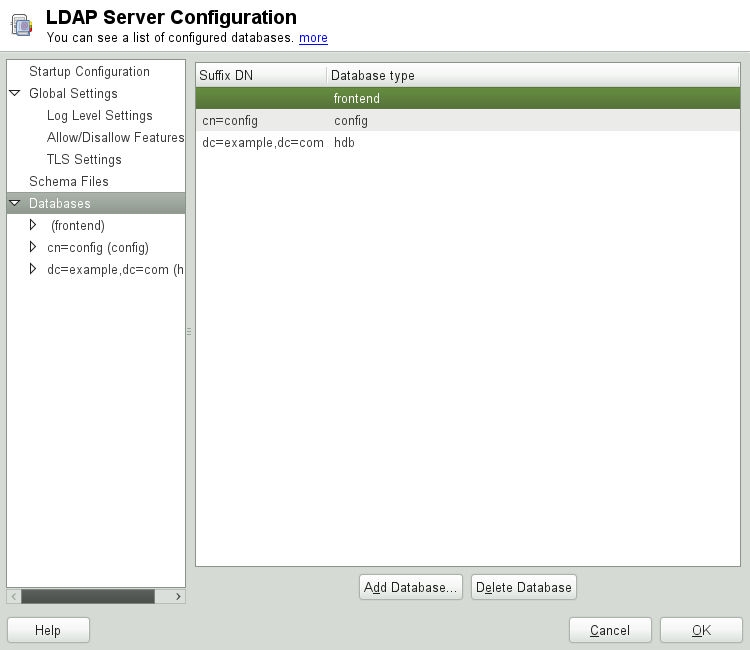 LDAP Server Configuration
You can see a list of configured databases. more
Startup Configuration
Global Settings
Log Level Settings
Allow/Disallow Features
TLS Settings
Schema Files
Databases
(frontend)
cn=config (config)
dc=example,dc=com (h
Suffix DN Database type
frontend
cn=config config
dc=example,dc=com hdb
Add Database... Delete Database
Help Cancel OK